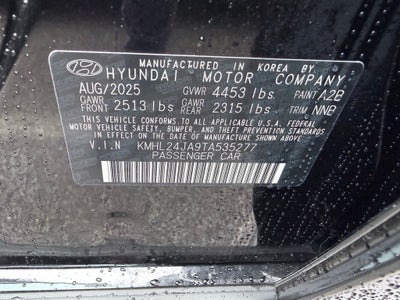 MANUFACTURED IN KOREA BY
HYUNDAI MOTOR COMPANY
AUG/2025 GVWR 4453 lbs. PAINT A2B
GAWR FRONT 2513 lbs GAWR REAR 2315 lbs. TRIM NNB
THIS VEHICLE CONFORMS TO ALL APPLICABLE U.S.A. FEDERAL
MOTOR VEHICLE SAFETY, BUMPER, AND THEFT PREVENTION STANDARDS
IN EFFECT ON THE DATE OF MANUFACTURE SHOWN ABOVE.
V.I.N KMHL24JA9TA535277
PASSENGER CAR